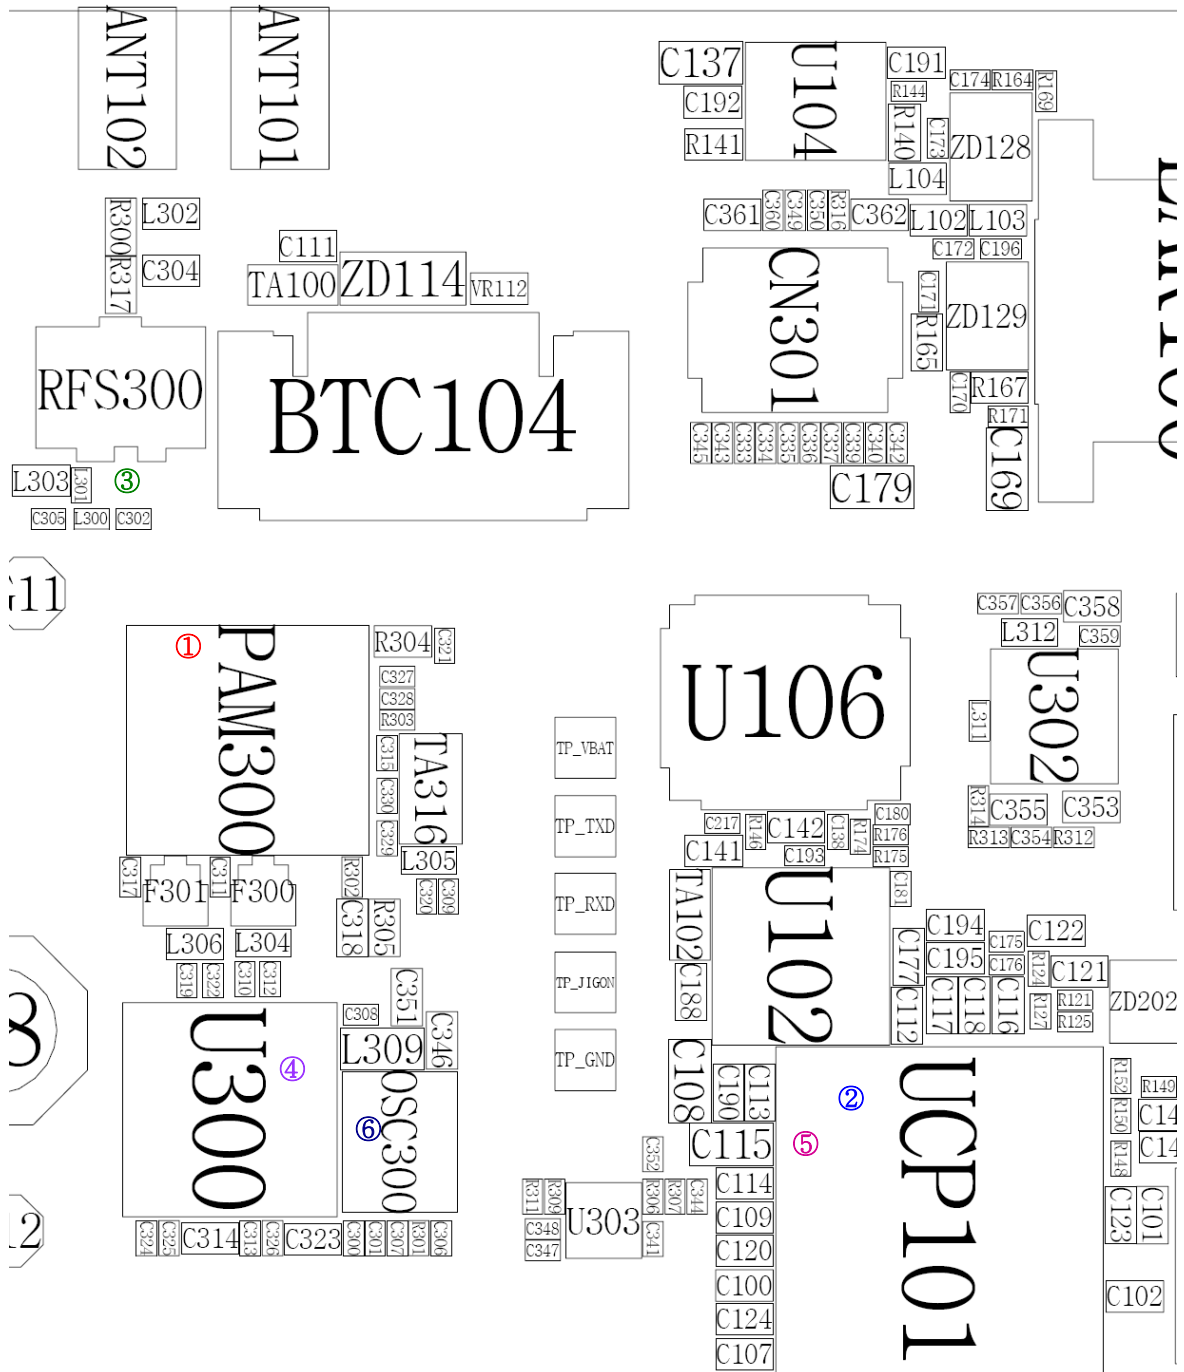 ANT102 ANT101
C137 U104 C191
C174 R164 R169
C192 R144
R141 R140 C173 ZD128
L104
R300 L302 C361 C360 C349 C350 R316 C362 L102 L103
C111 C172 C196
R317 C304 TA100 ZD114 VR112 CN301 C171 ZD129
R165
RFS300 BTC104 C170 R167
R171
C345 C343 C333 C334 C335 C336 C337 C339 C340 C342 C169
L303 L301 ③ C179
C305 L300 C302
C357 C356 C358
① PAM300 R304 C321 L312 C359
C327 U106 U302
C328
R303 L311
C315 TA316 TP_VBAT
C330 R314 C355 C353
C329 TP_TXD C217 R146 C142 C138 R174 C180
R176 R313 C354 R312
L305 C141 C193 R175
C317 F301 C311 F300 R302 C320 C309 TA102 U102 C181
C318 R305 TP_RXD C194 C175 C122
L306 L304 C177 C195 C176 R124 C121
C319 C322 C310 C312 C351 TP_JIGON C188 C112 C117 C118 C116 R127 R121
R125 ZD202
U300 C308 C346
L309 TP_GND C108 UCP101
④ OSC300 C190 C113 ② R152 R149
⑥ C115 ⑤ R150
C352 R148
R311 R309 U303 R306 R307 C344 C114 C123 C101
C324 C325 C314 C313 C326 C323 C300 C301 C307 R301 C306 C348 C341 C109
C347 C120
C100 C102
C124
C107